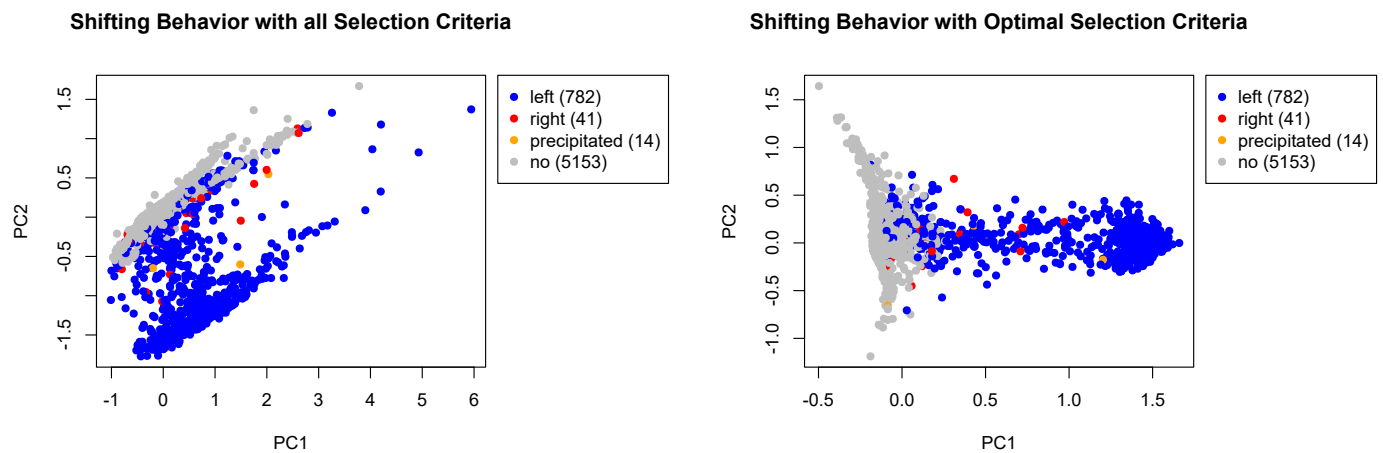 Shifting Behavior with all Selection Criteria
PC2
1.5
0.5
-0.5
-1.5
-1 0 1 2 3 4 5 6
PC1
left (782)
right (41)
precipitated (14)
no (5153)
Shifting Behavior with Optimal Selection Criteria
PC2
1.5
1.0
0.5
0.0
-0.5
-1.0
-0.5 0.0 0.5 1.0 1.5
PC1
left (782)
right (41)
precipitated (14)
no (5153)